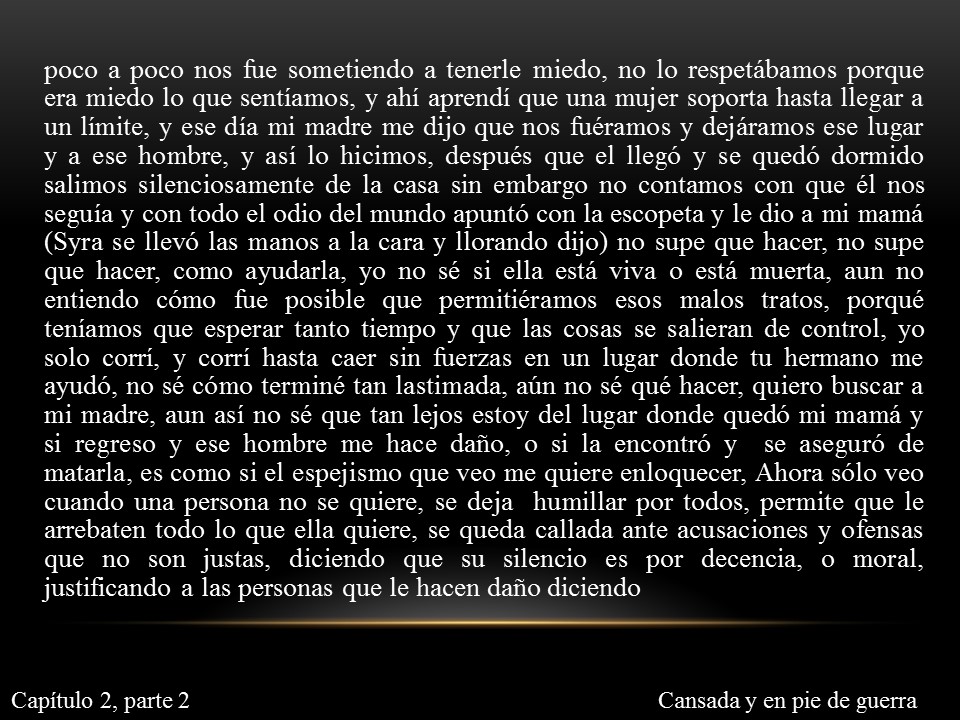 poco a poco nos fue sometiendo a tenerle miedo, no lo respetábamos porque
era miedo lo que sentíamos, y ahí aprendí que una mujer soporta hasta llegar a
un límite, y ese día mi madre me dijo que nos fuéramos y dejáramos ese lugar
y a ese hombre, y así lo hicimos, después que el llegó y se quedó dormido
salimos silenciosamente de la casa sin embargo no contamos con que él nos
seguía y con todo el odio del mundo apuntó con la escopeta y le dio a mi mamá
(Syra se llevó las manos a la cara y llorando dijo) no supe que hacer, no supe
que hacer, como ayudarla, yo no sé si ella está viva o está muerta, aun no
entiendo cómo fue posible que permitiéramos esos malos tratos, porqué
teníamos que esperar tanto tiempo y que las cosas se salieran de control, yo
solo corrí, y corrí hasta caer sin fuerzas en un lugar donde tu hermano me
ayudó, no sé cómo terminé tan lastimada, aún no sé qué hacer, quiero buscar a
mi madre, aun así no sé que tan lejos estoy del lugar donde quedó mi mamá y
si regreso y ese hombre me hace daño, o si la encontró y se aseguró de
matarla, es como si el espejismo que veo me quiere enloquecer, Ahora sólo veo
cuando una persona no se quiere, se deja humillar por todos, permite que le
arrebaten todo lo que ella quiere, se queda callada ante acusaciones y ofensas
que no son justas, diciendo que su silencio es por decencia, o moral,
justificando a las personas que le hacen daño diciendo
Capítulo 2, parte 2 Cansada y en pie de guerra